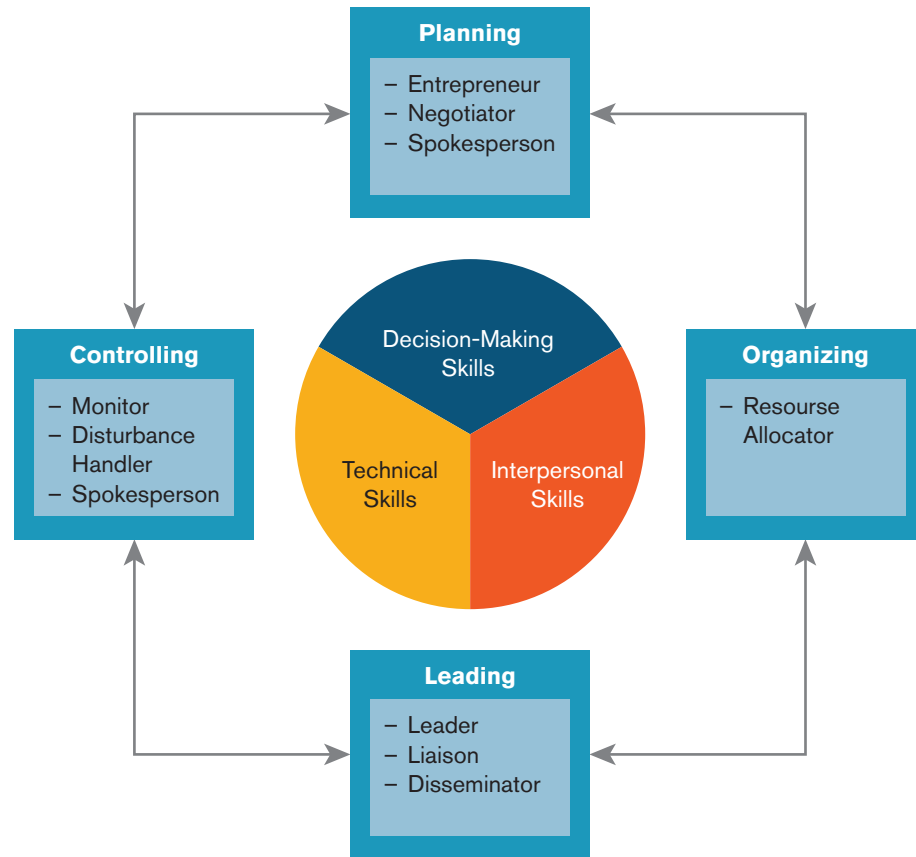 Planning
– Entrepreneur
– Negotiator
– Spokesperson
Controlling
– Monitor
– Disturbance
Handler
– Spokesperson
Decision-Making
Skills
Technical
Skills
Interpersonal
Skills
Organizing
– Resourse
Allocator
Leading
– Leader
– Liaison
– Disseminator